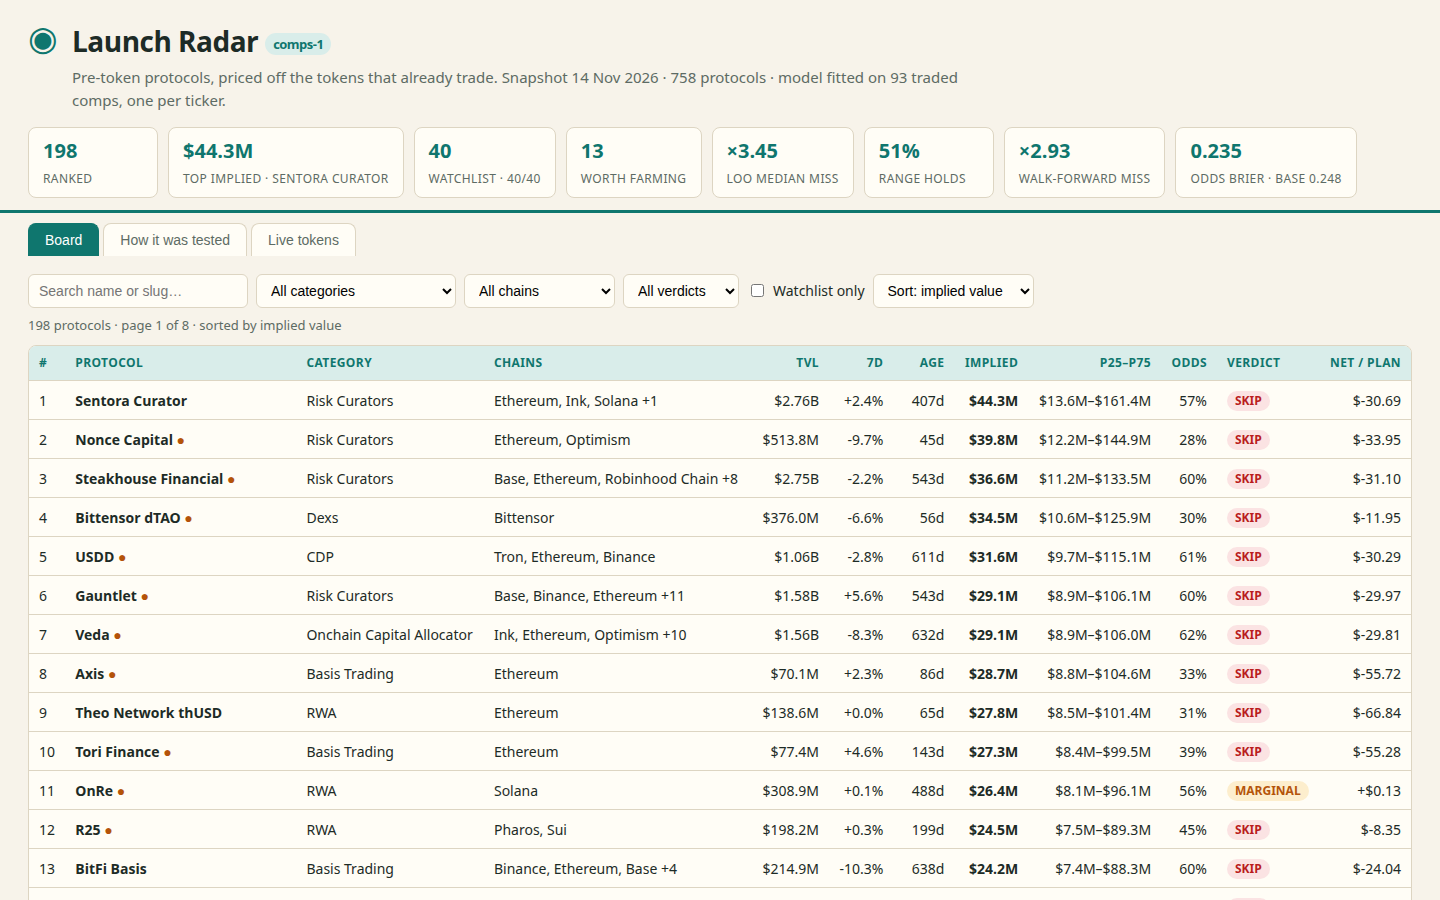 Launch Radar comps-1
Pre-token protocols, priced off the tokens that already trade. Snapshot 14 Nov 2026 · 758 protocols · model fitted on 93 traded
comps, one per ticker.
198 $44.3M 40 13 ×3.45 51% ×2.93 0.235
RANKED TOP IMPLIED · SENTORA CURATOR WATCHLIST · 40/40 WORTH FARMING LOO MEDIAN MISS RANGE HOLDS WALK-FORWARD MISS ODDS BRIER · BASE 0.248
Board How it was tested Live tokens
Search name or slug… All categories All chains All verdicts Watchlist only Sort: implied value
198 protocols · page 1 of 8 · sorted by implied value
# PROTOCOL CATEGORY CHAINS TVL 7D AGE IMPLIED P25–P75 ODDS VERDICT NET / PLAN
1 Sentora Curator Risk Curators Ethereum, Ink, Solana +1 $2.76B +2.4% 407d $44.3M $13.6M–$161.4M 57% SKIP $-30.69
2 Nonce Capital ● Risk Curators Ethereum, Optimism $513.8M -9.7% 45d $39.8M $12.2M–$144.9M 28% SKIP $-33.95
3 Steakhouse Financial ● Risk Curators Base, Ethereum, Robinhood Chain +8 $2.75B -2.2% 543d $36.6M $11.2M–$133.5M 60% SKIP $-31.10
4 Bittensor dTAO ● Dexs Bittensor $376.0M -6.6% 56d $34.5M $10.6M–$125.9M 30% SKIP $-11.95
5 USDD ● CDP Tron, Ethereum, Binance $1.06B -2.8% 611d $31.6M $9.7M–$115.1M 61% SKIP $-30.29
6 Gauntlet ● Risk Curators Base, Binance, Ethereum +11 $1.58B +5.6% 543d $29.1M $8.9M–$106.1M 60% SKIP $-29.97
7 Veda ● Onchain Capital Allocator Ink, Ethereum, Optimism +10 $1.56B -8.3% 632d $29.1M $8.9M–$106.0M 62% SKIP $-29.81
8 Axis ● Basis Trading Ethereum $70.1M +2.3% 86d $28.7M $8.8M–$104.6M 33% SKIP $-55.72
9 Theo Network thUSD RWA Ethereum $138.6M +0.0% 65d $27.8M $8.5M–$101.4M 31% SKIP $-66.84
10 Tori Finance ● Basis Trading Ethereum $77.4M +4.6% 143d $27.3M $8.4M–$99.5M 39% SKIP $-55.28
11 OnRe ● RWA Solana $308.9M +0.1% 488d $26.4M $8.1M–$96.1M 56% MARGINAL +$0.13
12 R25 ● RWA Pharos, Sui $198.2M +0.3% 199d $24.5M $7.5M–$89.3M 45% SKIP $-8.35
13 BitFi Basis Basis Trading Binance, Ethereum, Base +4 $214.9M -10.3% 638d $24.2M $7.4M–$88.3M 60% SKIP $-24.04